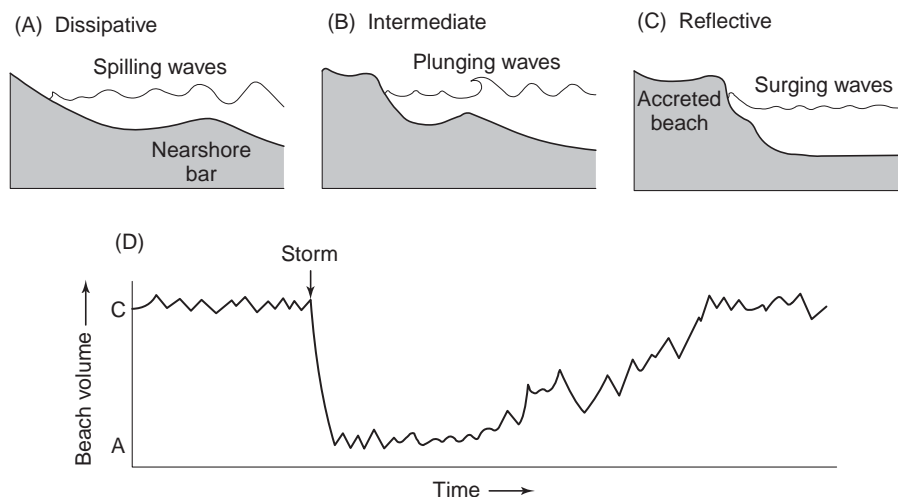 (A) Dissipative
Spilling waves
Nearshore
bar
(B) Intermediate
Plunging waves
(C) Reflective
Surging waves
Accreted
beach
(D)
Storm
C
A
Beach volume
Time